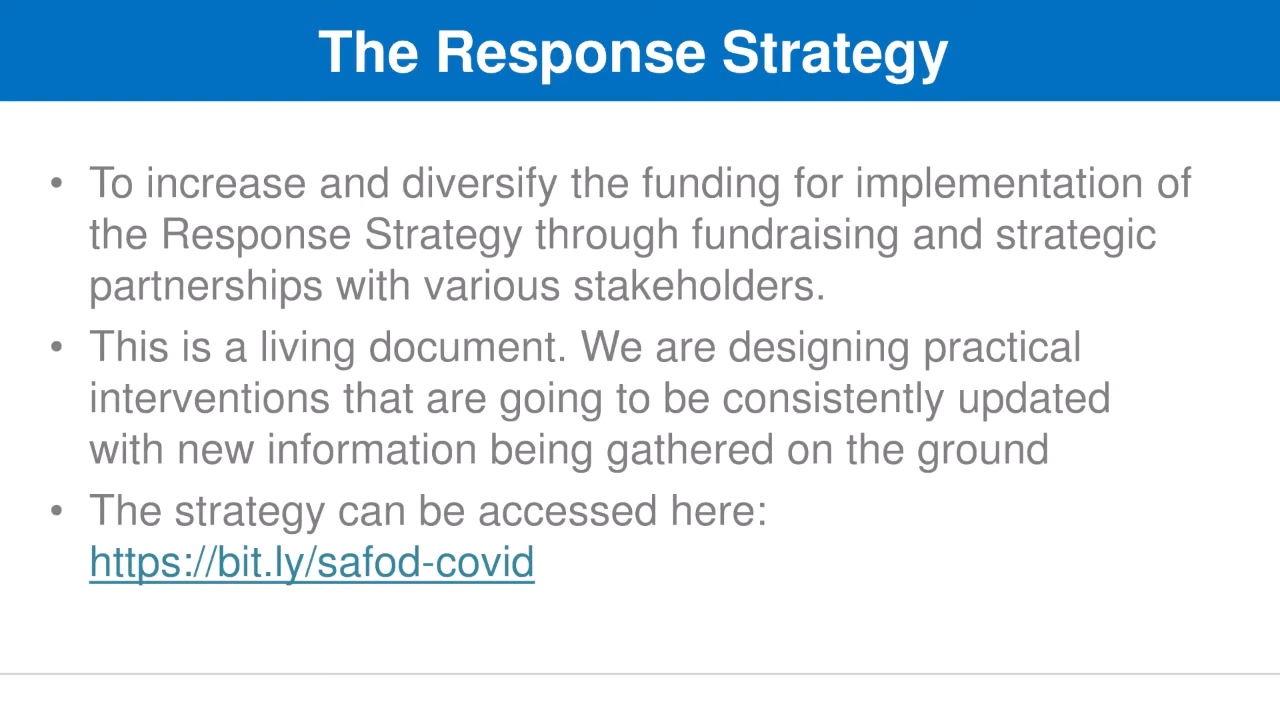 The Response Strategy
• To increase and diversify the funding for implementation of
the Response Strategy through fundraising and strategic
partnerships with various stakeholders.
• This is a living document. We are designing practical
interventions that are going to be consistently updated
with new information being gathered on the ground
• The strategy can be accessed here:
https://bit.ly/safod-covid